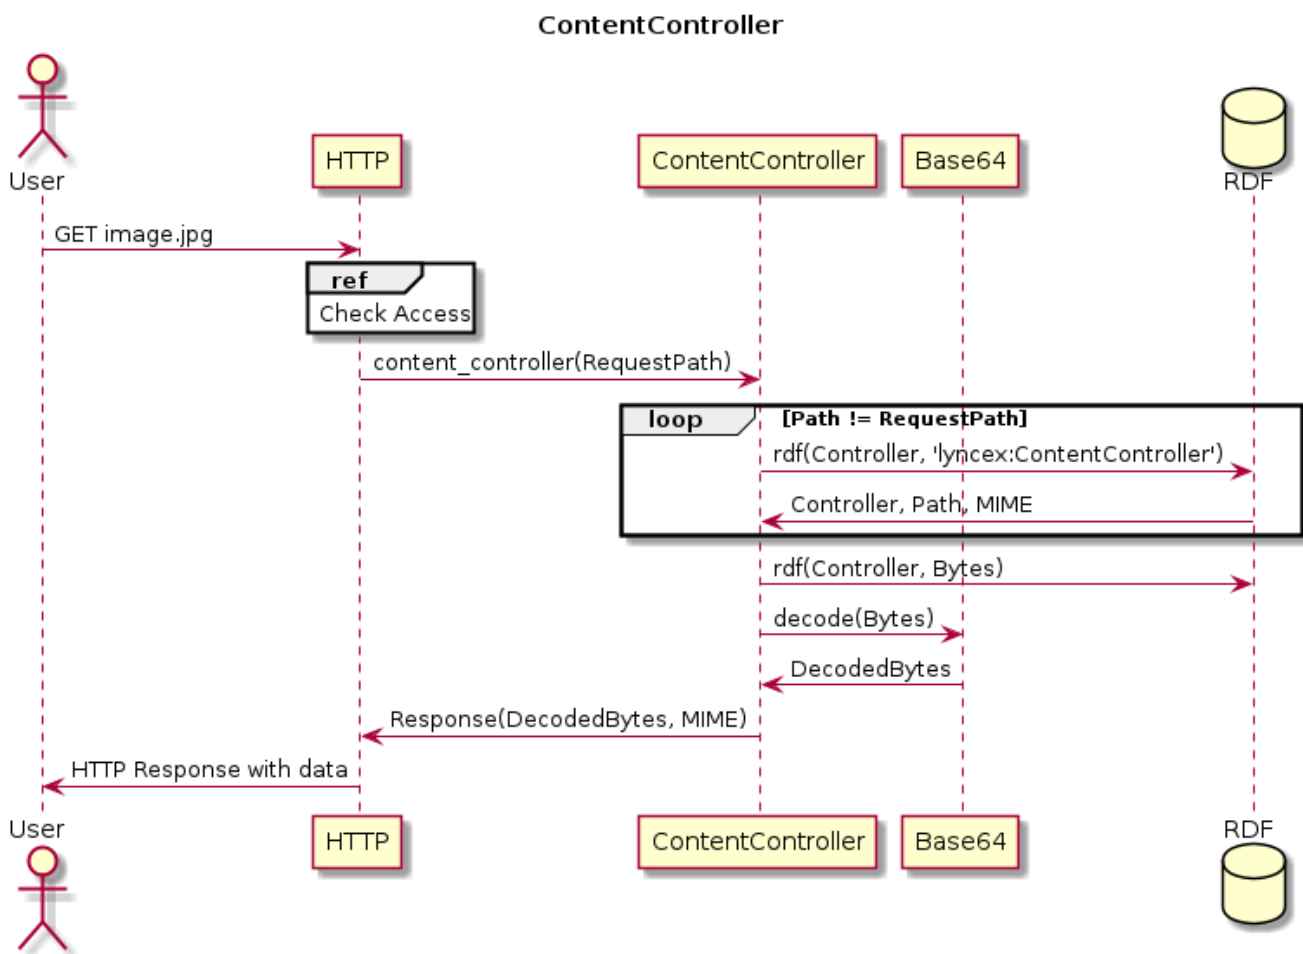 ContentController
User
HTTP
ContentController
Base64
RDF
GET image.jpg
ref
Check Access
content_controller(RequestPath)
loop
[Path != RequestPath]
rdf(Controller, 'lyncex:ContentController')
Controller, Path, MIME
rdf(Controller, Bytes)
decode(Bytes)
DecodedBytes
Response(DecodedBytes, MIME)
HTTP Response with data
User
HTTP
ContentController
Base64
RDF